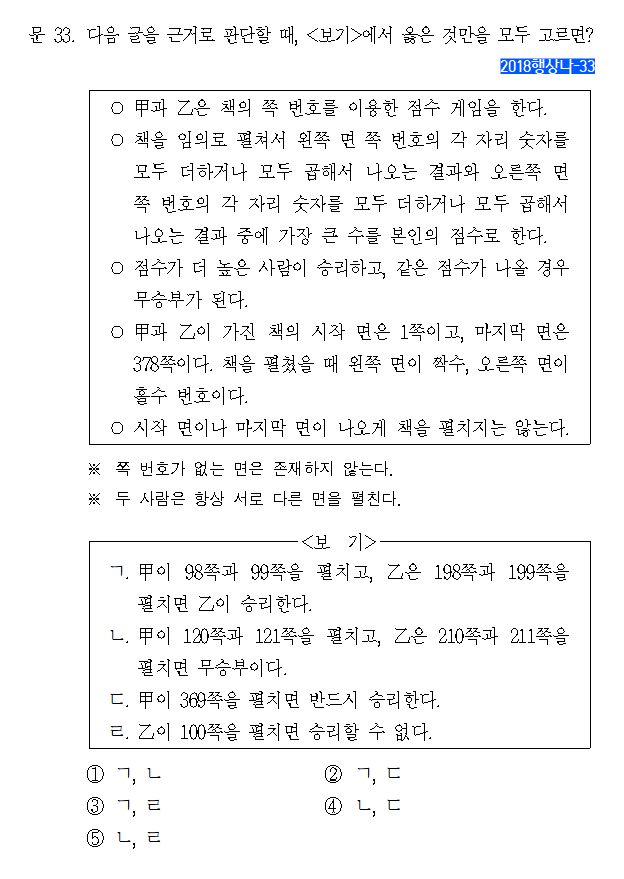 문 33. 다음 글을 근거로 판단할 때, <보기>에서 옳은 것만을 모두 고르면?
2018행상나-33
○ 甲과 乙은 책의 쪽 번호를 이용한 점수 게임을 한다.
○ 책을 임의로 펼쳐서 왼쪽 면 쪽 번호의 각 자리 숫자를
모두 더하거나 모두 곱해서 나오는 결과와 오른쪽 면
쪽 번호의 각 자리 숫자를 모두 더하거나 모두 곱해서
나오는 결과 중에 가장 큰 수를 본인의 점수로 한다.
○ 점수가 더 높은 사람이 승리하고, 같은 점수가 나올 경우
무승부가 된다.
○ 甲과 乙이 가진 책의 시작 면은 1쪽이고, 마지막 면은
378쪽이다. 책을 펼쳤을 때 왼쪽 면이 짝수, 오른쪽 면이
홀수 번호이다.
○ 시작 면이나 마지막 면이 나오게 책을 펼치지는 않는다.
※ 쪽 번호가 없는 면은 존재하지 않는다.
※ 두 사람은 항상 서로 다른 면을 펼친다.
<보 기>
ㄱ. 甲이 98쪽과 99쪽을 펼치고, 乙은 198쪽과 199쪽을
펼치면 乙이 승리한다.
ㄴ. 甲이 120쪽과 121쪽을 펼치고, 乙은 210쪽과 211쪽을
펼치면 무승부이다.
ㄷ. 甲이 369쪽을 펼치면 반드시 승리한다.
ㄹ. 乙이 100쪽을 펼치면 승리할 수 없다.
① ㄱ, ㄴ ② ㄱ, ㄷ
③ ㄱ, ㄹ ④ ㄴ, ㄷ
⑤ ㄴ, ㄹ